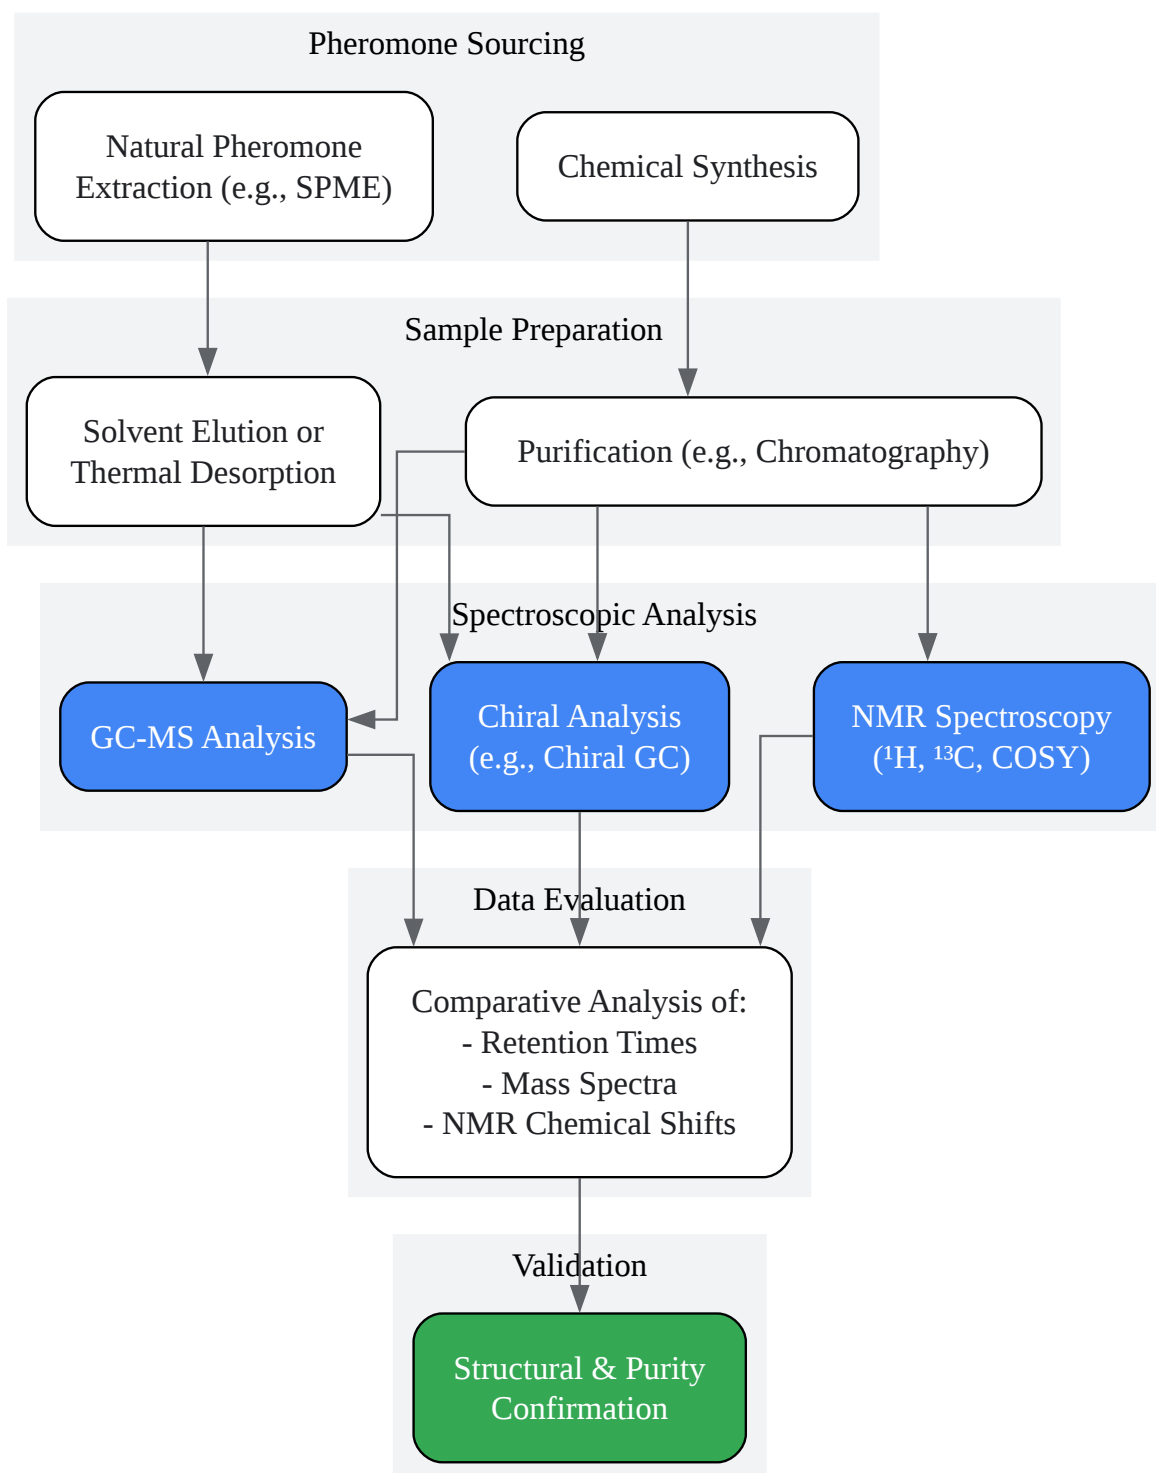 Pheromone Sourcing
Natural Pheromone
Extraction (e.g., SPME)
Chemical Synthesis
Sample Preparation
Solvent Elution or
Thermal Desorption
Purification (e.g., Chromatography)
Spectroscopic Analysis
GC-MS Analysis
Chiral Analysis
(e.g., Chiral GC)
NMR Spectroscopy
(¹H, ¹³C, COSY)
Data Evaluation
Comparative Analysis of:
- Retention Times
- Mass Spectra
- NMR Chemical Shifts
Validation
Structural & Purity
Confirmation